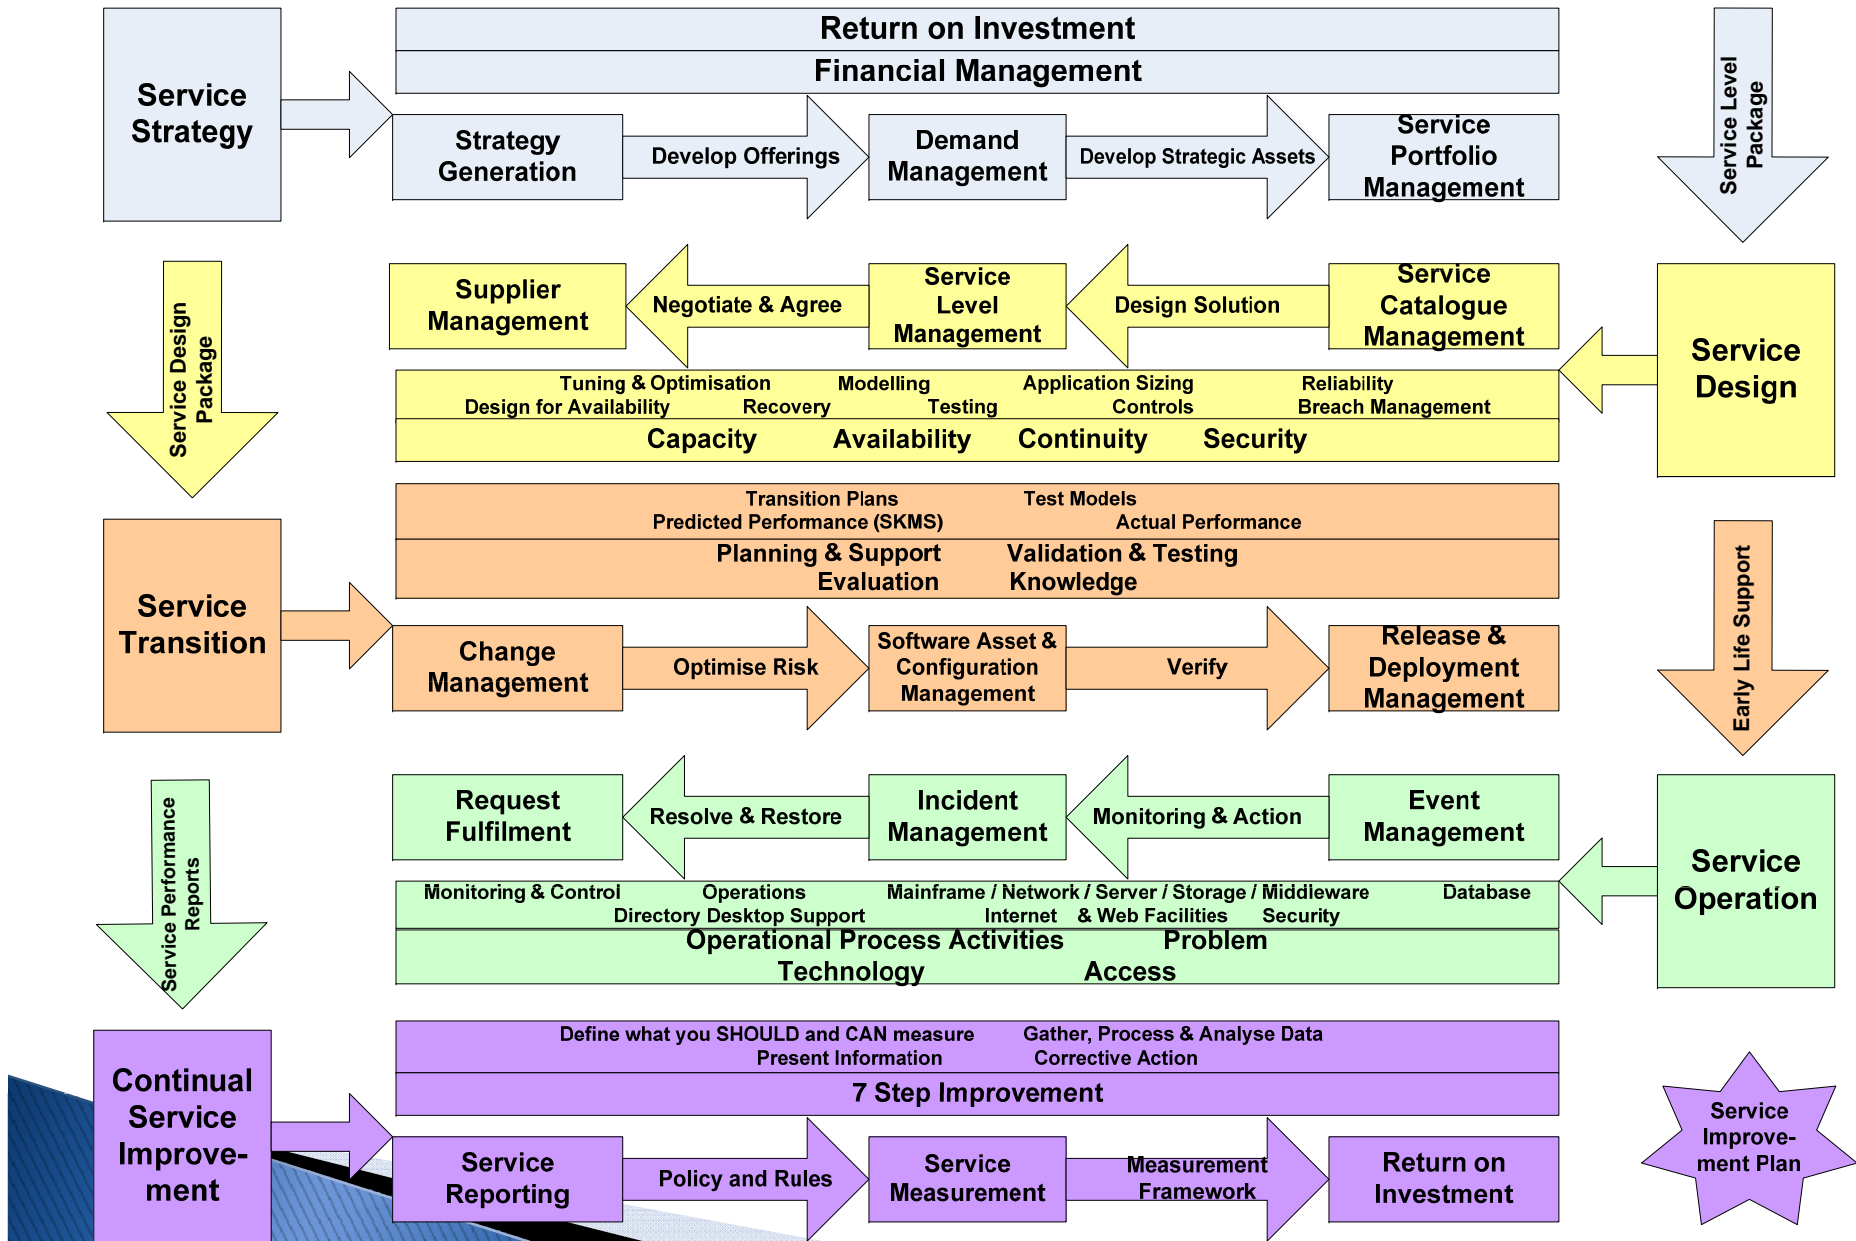 Return on Investment
Financial Management
Service
Strategy
Strategy
Generation
Develop Offerings
Demand
Management
Develop Strategic Assets
Service
Portfolio
Management
Service Level
Package
Service Design
Package
Supplier
Management
Negotiate & Agree
Service
Level
Management
Design Solution
Service
Catalogue
Management
Service
Design
Tuning & Optimisation Modelling Application Sizing Reliability
Design for Availability Recovery Testing Controls Breach Management
Capacity Availability Continuity Security
Transition Plans Test Models
Predicted Performance (SKMS) Actual Performance
Planning & Support Validation & Testing
Evaluation Knowledge
Service
Transition
Change
Management
Optimise Risk
Software Asset &
Configuration
Management
Verify
Release &
Deployment
Management
Early Life Support
Service Performance
Reports
Request
Fulfilment
Resolve & Restore
Incident
Management
Monitoring & Action
Event
Management
Service
Operation
Monitoring & Control Operations Mainframe / Network / Server / Storage / Middleware Database
Directory Desktop Support Internet & Web Facilities Security
Operational Process Activities Problem
Technology Access
Define what you SHOULD and CAN measure Gather, Process & Analyse Data
Present Information Corrective Action
7 Step Improvement
Continual
Service
Improve-
ment
Service
Reporting
Policy and Rules
Service
Measurement
Measurement
Framework
Return on
Investment
Service
Improve-
ment Plan